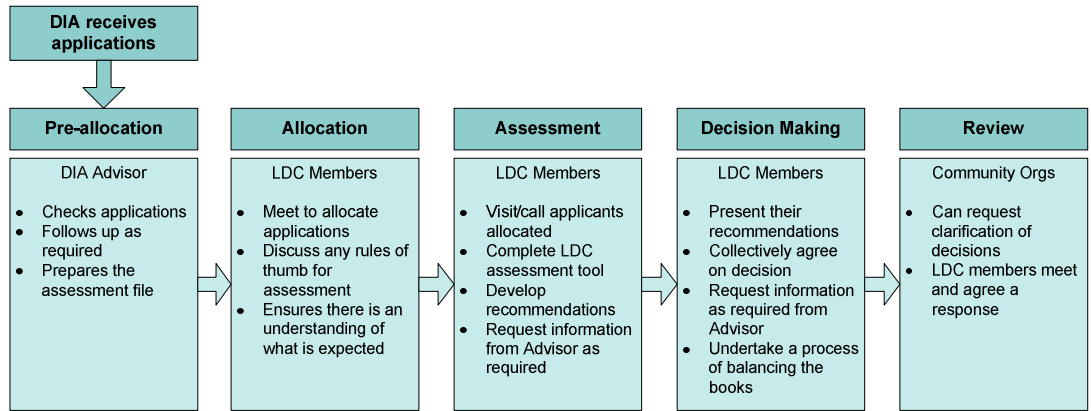 DIA receives
applications
Pre-allocation
Allocation
Assessment
Decision Making
Review
DIA Advisor
• Checks applications
• Follows up as
required
• Prepares the
assessment file
LDC Members
• Meet to allocate
applications
• Discuss any rules of
thumb for
assessment
• Ensures there is an
understanding of
what is expected
LDC Members
• Visit/call applicants
allocated
• Complete LDC
assessment tool
• Develop
recommendations
• Request information
from Advisor as
required
LDC Members
• Present their
recommendations
• Collectively agree
on decision
• Request information
as required from
Advisor
• Undertake a process
of balancing the
books
Community Orgs
• Can request
clarification of
decisions
• LDC members meet
and agree a
response